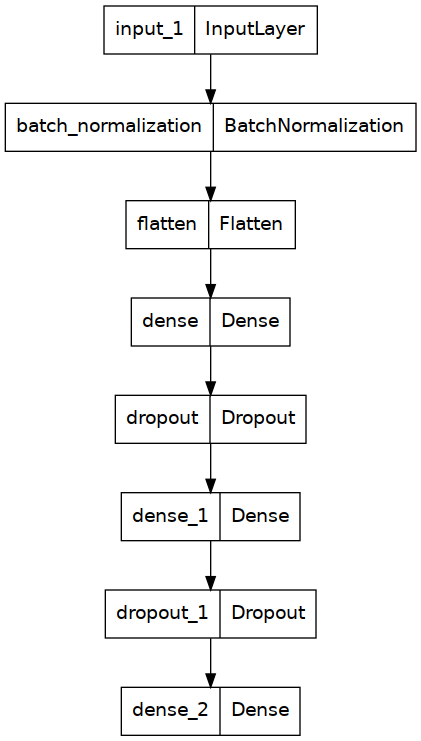 input_1 InputLayer
batch_normalization BatchNormalization
flatten Flatten
dense Dense
dropout Dropout
dense_1 Dense
dropout_1 Dropout
dense_2 Dense